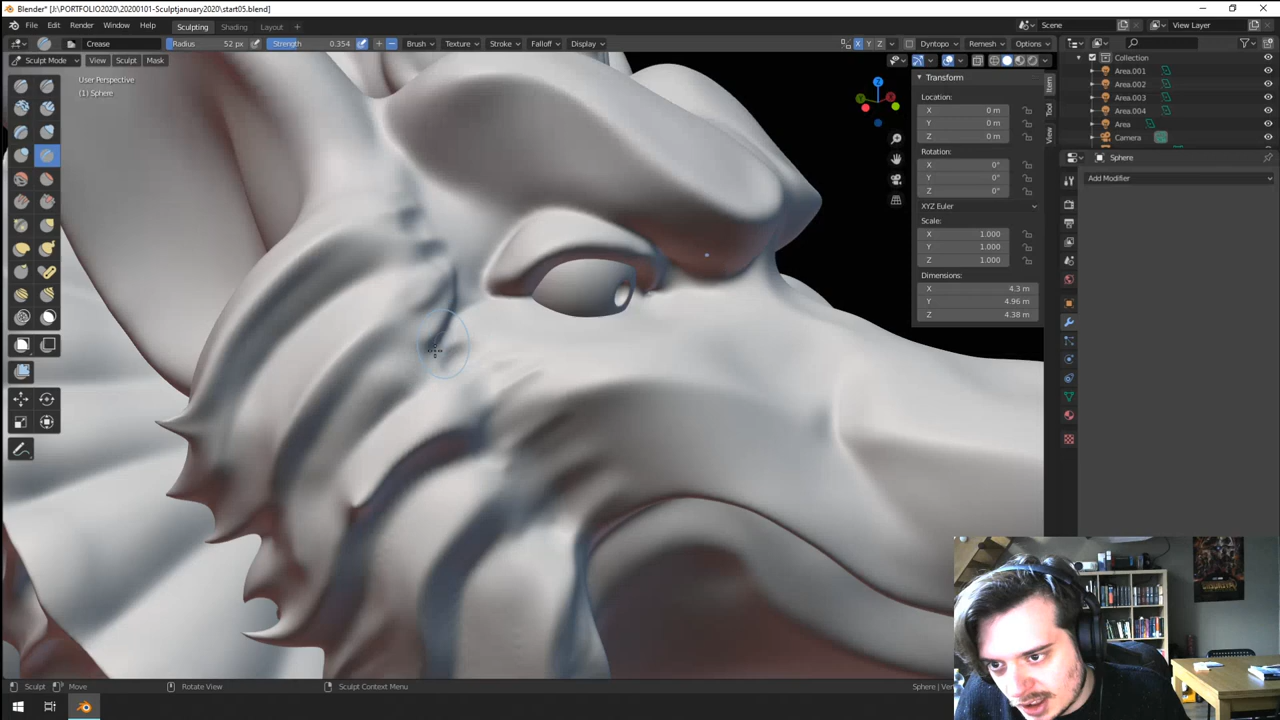 Blender* [J:\PORTFOLIO2020\20200101-Sculptjanuary2020\start05.blend]
File Edit Render Window Help Sculpting Shading Layout + Scene View Layer
Crease Radius 52 px Strength 0.354 Brush Texture Stroke Falloff Display X Y Z Dyntopo Remesh Options
Sculpt Mode View Sculpt Mask
User Perspective
(1) Sphere
Transform
Location:
X 0 m
Y 0 m
Z 0 m
Rotation:
X 0°
Y 0°
Z 0°
XYZ Euler
Scale:
X 1.000
Y 1.000
Z 1.000
Dimensions:
X 4.3 m
Y 4.96 m
Z 4.38 m
Item
Tool
View
Z
Collection
Area.001
Area.002
Area.003
Area.004
Area
Camera
Sphere
Add Modifier
Sculpt Move Rotate View Sculpt Context Menu Sphere | Ver